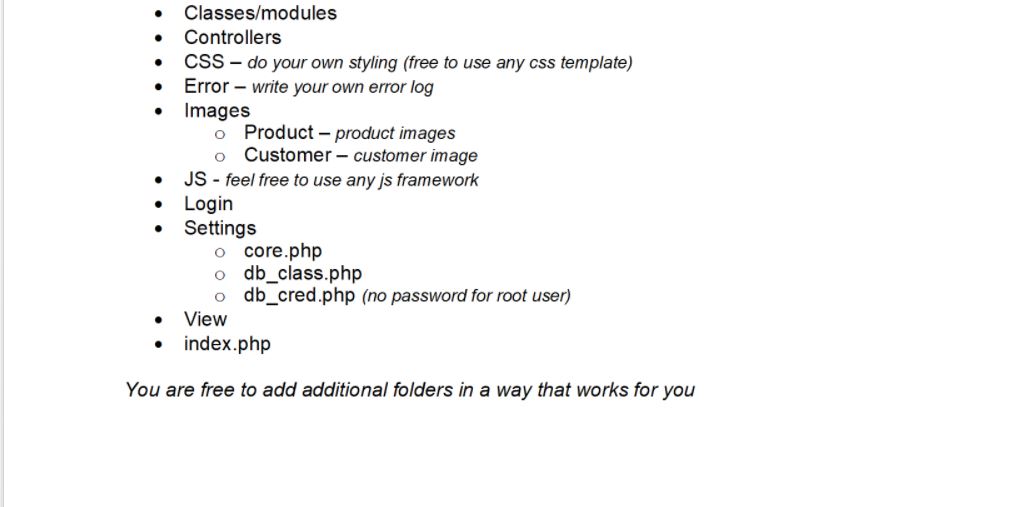 • Classes/modules
• Controllers
• CSS – do your own styling (free to use any css template)
• Error – write your own error log
• Images
o Product – product images
o Customer – customer image
• JS - feel free to use any js framework
• Login
• Settings
o core.php
o db_class.php
o db_cred.php (no password for root user)
• View
• index.php
You are free to add additional folders in a way that works for you